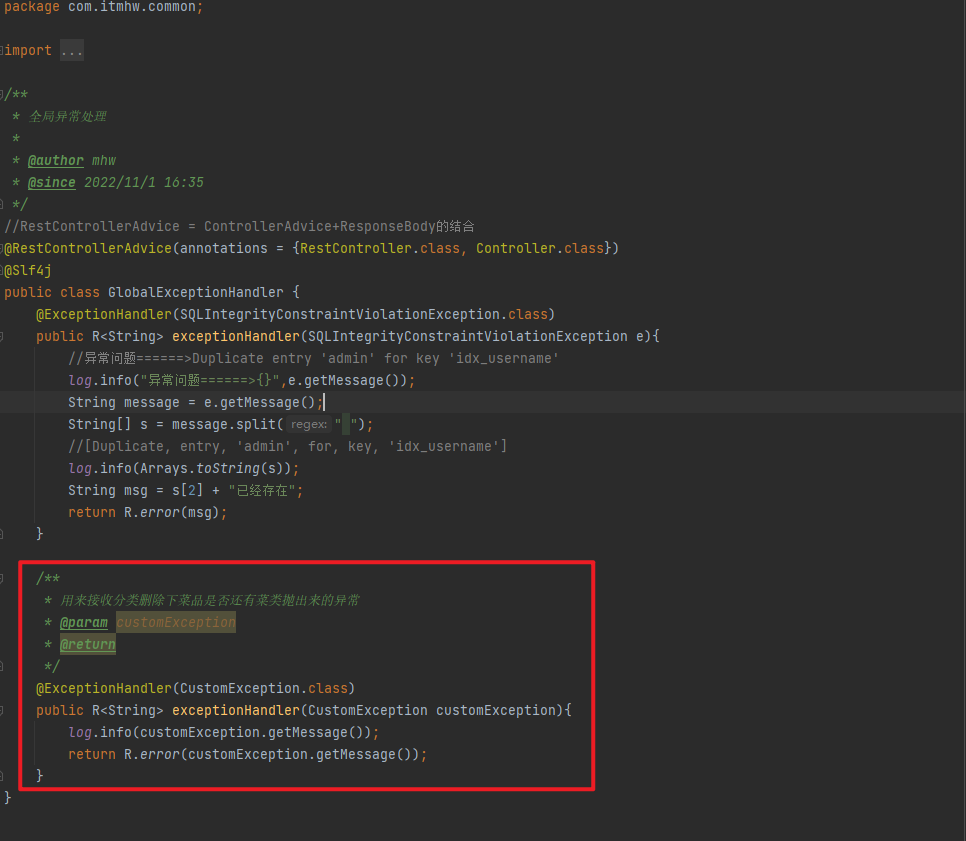 package com.itmhw.common;
import ...
/**
* 全局异常处理
*
* @author mhw
* @since 2022/11/1 16:35
*/
//RestControllerAdvice = ControllerAdvice+ResponseBody的结合
@RestControllerAdvice(annotations = {RestController.class, Controller.class})
@Slf4j
public class GlobalExceptionHandler {
@ExceptionHandler(SQLIntegrityConstraintViolationException.class)
public R<String> exceptionHandler(SQLIntegrityConstraintViolationException e){
//异常问题======>Duplicate entry 'admin' for key 'idx_username'
log.info("异常问题======>{}",e.getMessage());
String message = e.getMessage();
String[] s = message.split( regex: " ");
//[Duplicate, entry, 'admin', for, key, 'idx_username']
log.info(Arrays.toString(s));
String msg = s[2] + "已经存在";
return R.error(msg);
}
/**
* 用来接收分类删除下菜品是否还有菜类抛出来的异常
* @param customException
* @return
*/
@ExceptionHandler(CustomException.class)
public R<String> exceptionHandler(CustomException customException){
log.info(customException.getMessage());
return R.error(customException.getMessage());
}
}